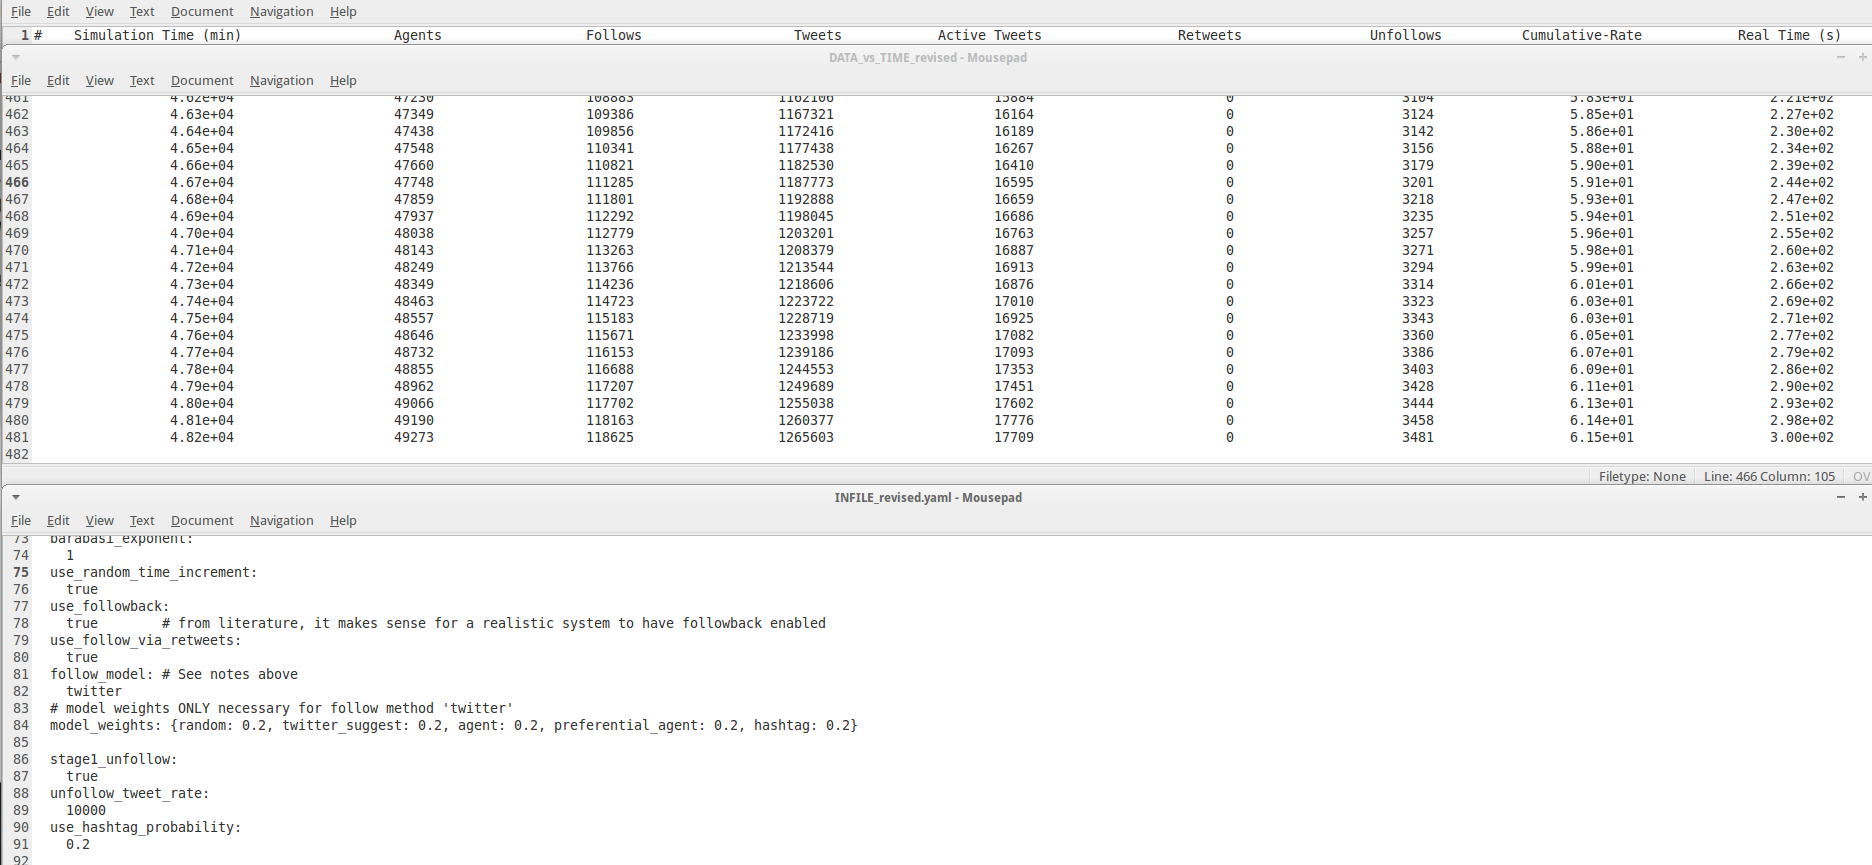 File Edit View Text Document Navigation Help
1 # Simulation Time (min) Agents Follows Tweets Active Tweets Retweets Unfollows Cumulative-Rate Real Time (s)
DATA_vs_TIME_revised - Mousepad
File Edit View Text Document Navigation Help
461 4.62e+04 47230 108883 1162106 15884 0 3104 5.83e+01 2.21e+02
462 4.63e+04 47349 109386 1167321 16164 0 3124 5.85e+01 2.27e+02
463 4.64e+04 47438 109856 1172416 16189 0 3142 5.86e+01 2.30e+02
464 4.65e+04 47548 110341 1177438 16267 0 3156 5.88e+01 2.34e+02
465 4.66e+04 47660 110821 1182530 16410 0 3179 5.90e+01 2.39e+02
466 4.67e+04 47748 111285 1187773 16595 0 3201 5.91e+01 2.44e+02
467 4.68e+04 47859 111801 1192888 16659 0 3218 5.93e+01 2.47e+02
468 4.69e+04 47937 112292 1198045 16686 0 3235 5.94e+01 2.51e+02
469 4.70e+04 48038 112779 1203201 16763 0 3257 5.96e+01 2.55e+02
470 4.71e+04 48143 113263 1208379 16887 0 3271 5.98e+01 2.60e+02
471 4.72e+04 48249 113766 1213544 16913 0 3294 5.99e+01 2.63e+02
472 4.73e+04 48349 114236 1218606 16876 0 3314 6.01e+01 2.66e+02
473 4.74e+04 48463 114723 1223722 17010 0 3323 6.03e+01 2.69e+02
474 4.75e+04 48557 115183 1228719 16925 0 3343 6.03e+01 2.71e+02
475 4.76e+04 48646 115671 1233998 17082 0 3360 6.05e+01 2.77e+02
476 4.77e+04 48732 116153 1239186 17093 0 3386 6.07e+01 2.79e+02
477 4.78e+04 48855 116688 1244553 17353 0 3403 6.09e+01 2.86e+02
478 4.79e+04 48962 117207 1249689 17451 0 3428 6.11e+01 2.90e+02
479 4.80e+04 49066 117702 1255038 17602 0 3444 6.13e+01 2.93e+02
480 4.81e+04 49190 118163 1260377 17776 0 3458 6.14e+01 2.98e+02
481 4.82e+04 49273 118625 1265603 17709 0 3481 6.15e+01 3.00e+02
482
Filetype: None Line: 466 Column: 105 OV
INFILE_revised.yaml - Mousepad
File Edit View Text Document Navigation Help
73 barabasi_exponent:
74 1
75 use_random_time_increment:
76 true
77 use_followback:
78 true # from literature, it makes sense for a realistic system to have followback enabled
79 use_follow_via_retweets:
80 true
81 follow_model: # See notes above
82 twitter
83 # model weights ONLY necessary for follow method 'twitter'
84 model_weights: {random: 0.2, twitter_suggest: 0.2, agent: 0.2, preferential_agent: 0.2, hashtag: 0.2}
85
86 stage1_unfollow:
87 true
88 unfollow_tweet_rate:
89 10000
90 use_hashtag_probability:
91 0.2
92